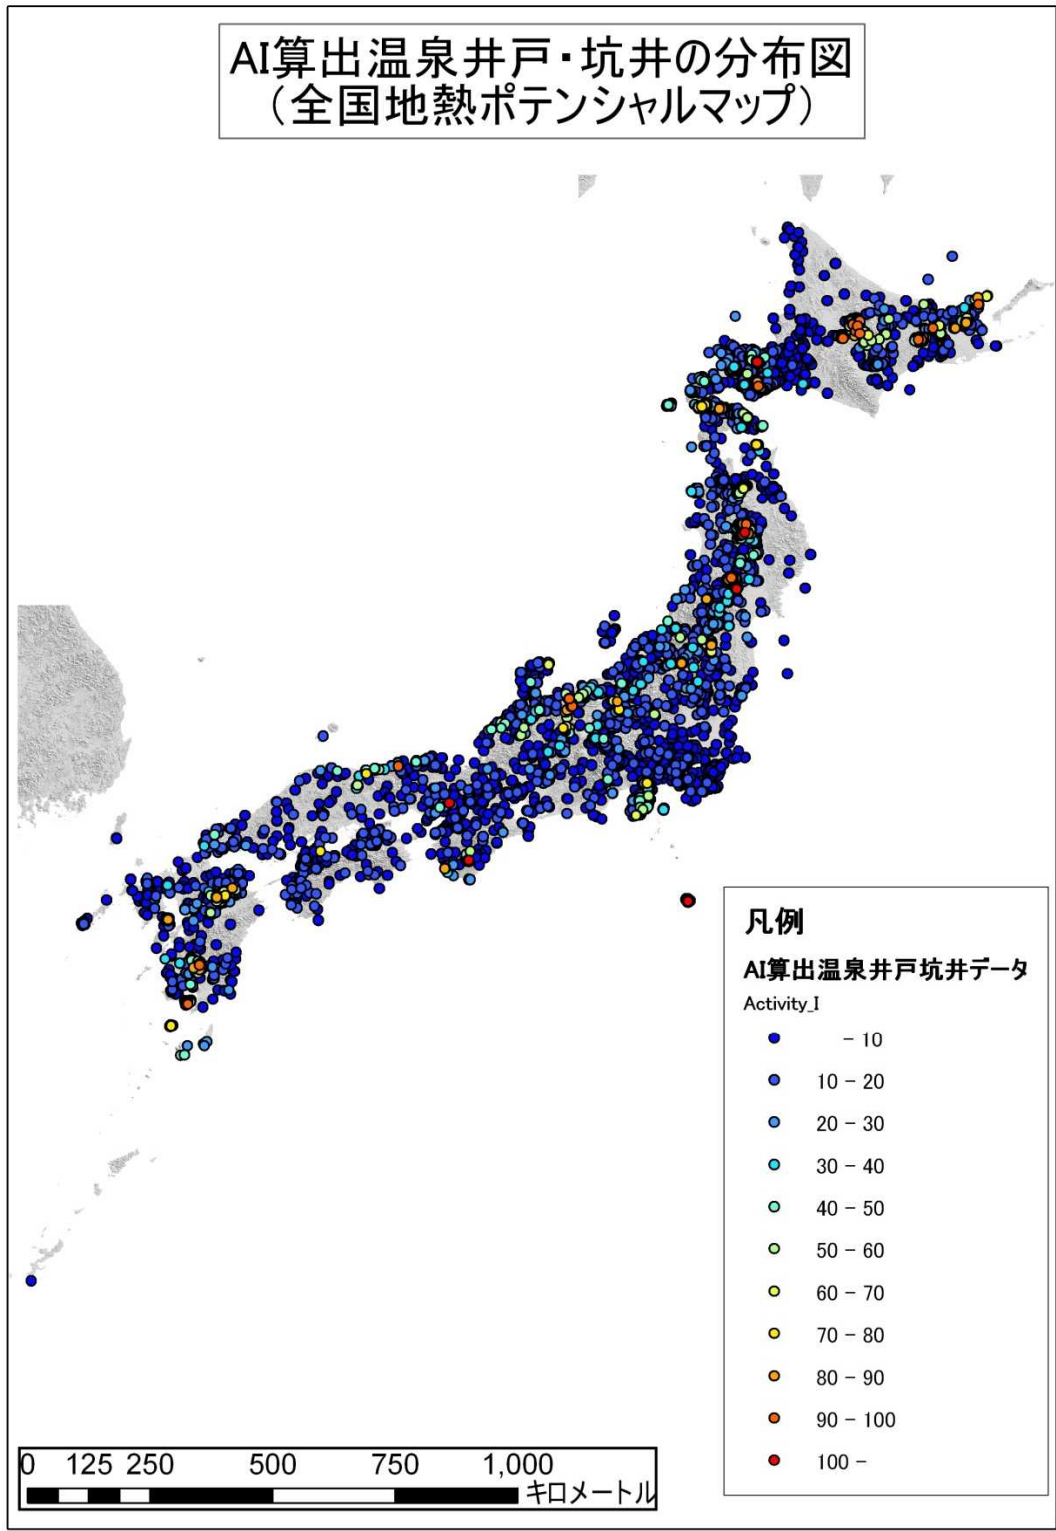 AI算出温泉井戸・坑井の分布図
(全国地熱ポテンシャルマップ)
凡例
AI算出温泉井戸坑井データ
Activity_I
- 10
10 - 20
20 - 30
30 - 40
40 - 50
50 - 60
60 - 70
70 - 80
80 - 90
90 - 100
100 -
0 125 250 500 750 1,000
キロメートル